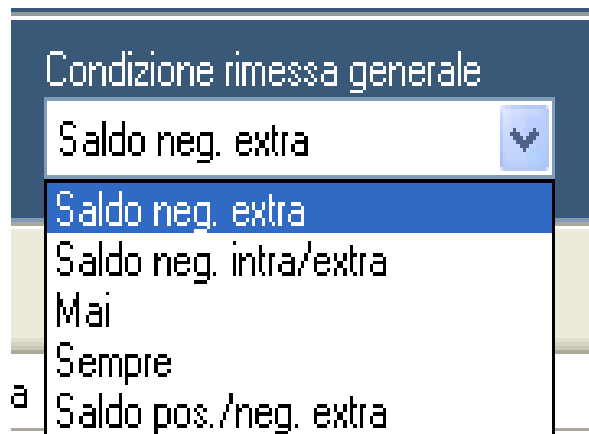 Condizione rimessa generale
Saldo neg. extra
Saldo neg. extra
Saldo neg. intra/extra
Mai
Sempre
a
Saldo pos./neg. extra